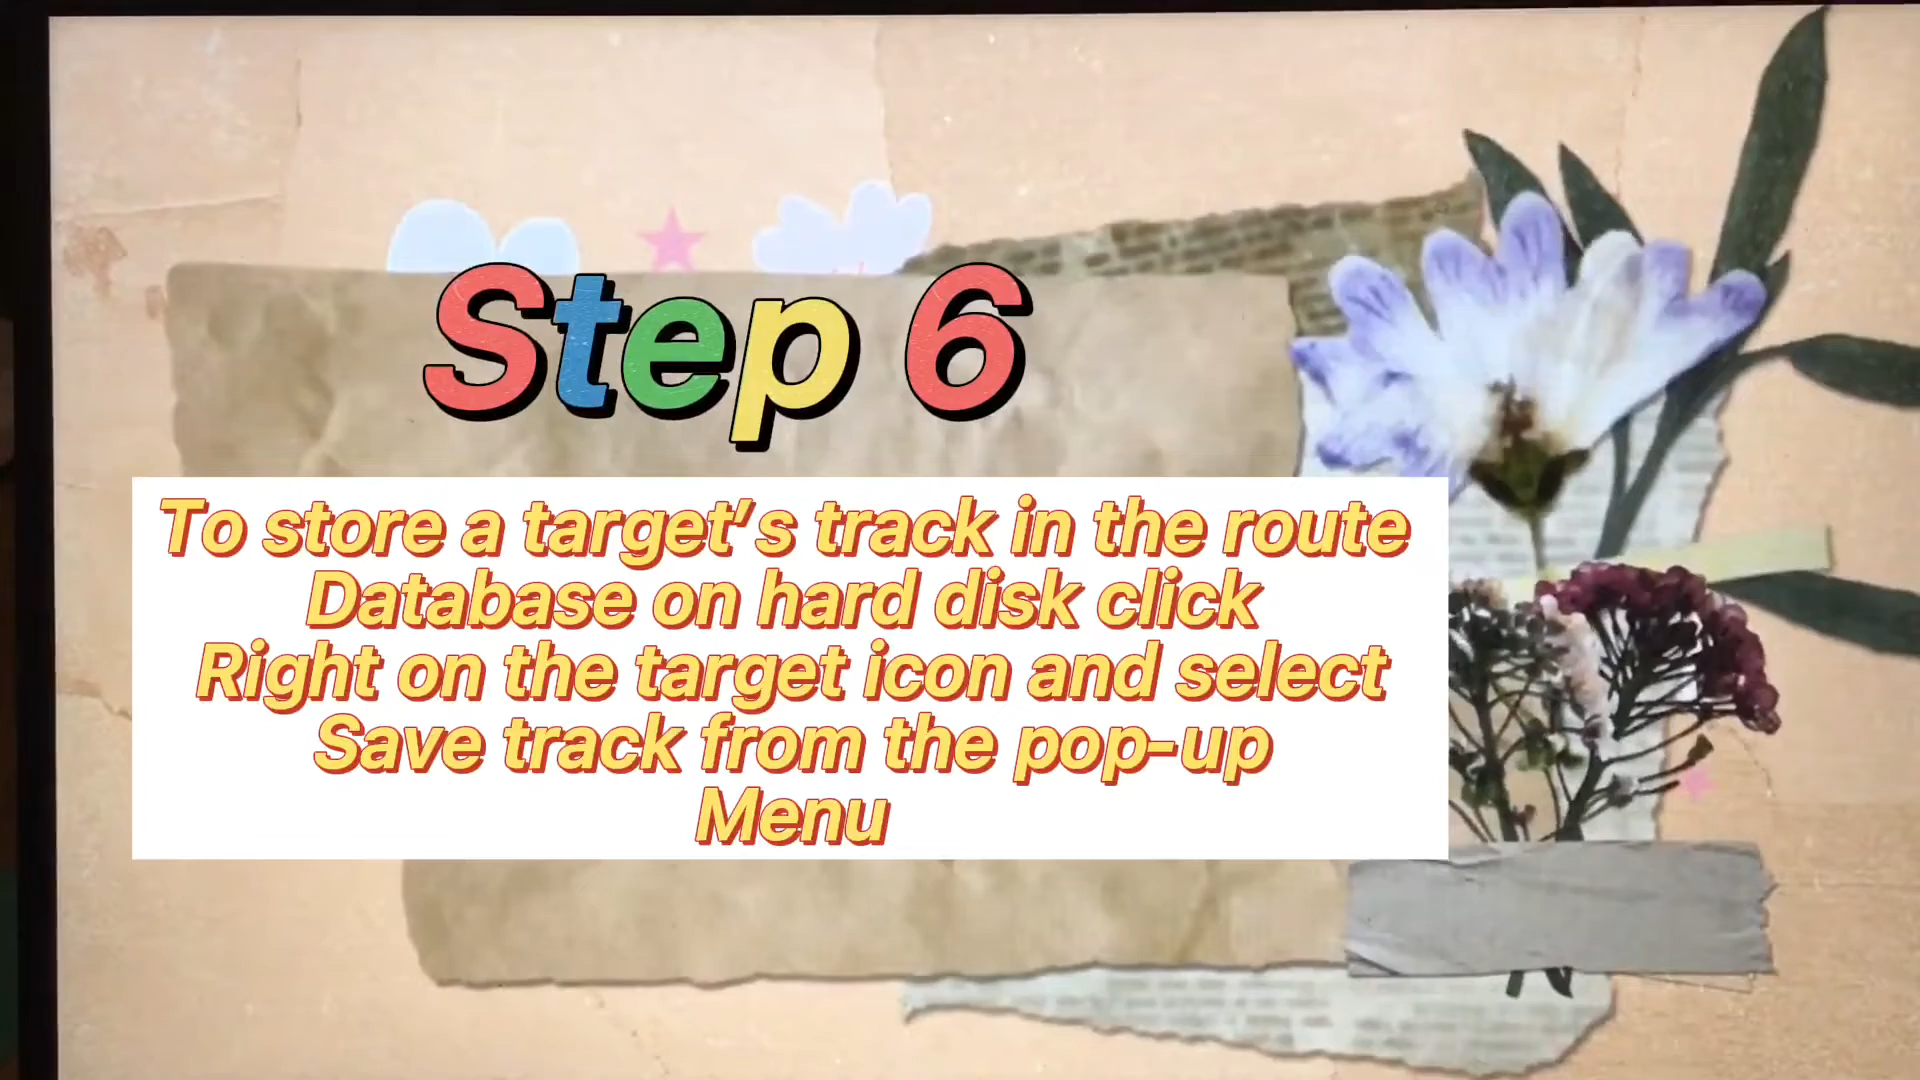 Step 6
To store a target's track in the route
Database on hard disk click
Right on the target icon and select
Save track from the pop-up
Menu